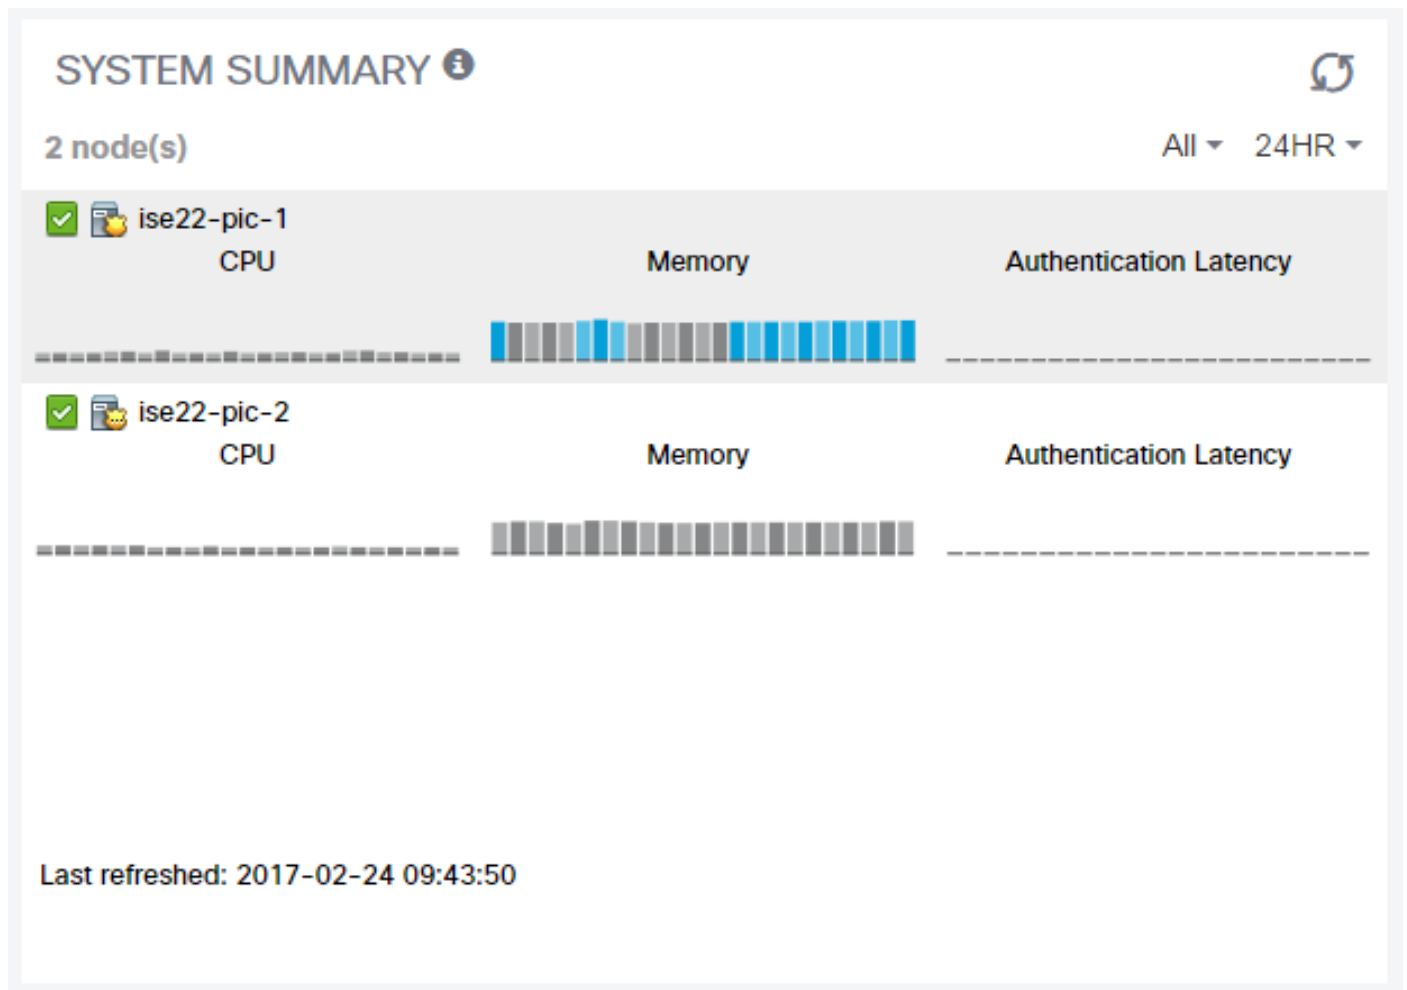 SYSTEM SUMMARY
2 node(s) All 24HR
ise22-pic-1
CPU Memory Authentication Latency
ise22-pic-2
CPU Memory Authentication Latency
Last refreshed: 2017-02-24 09:43:50